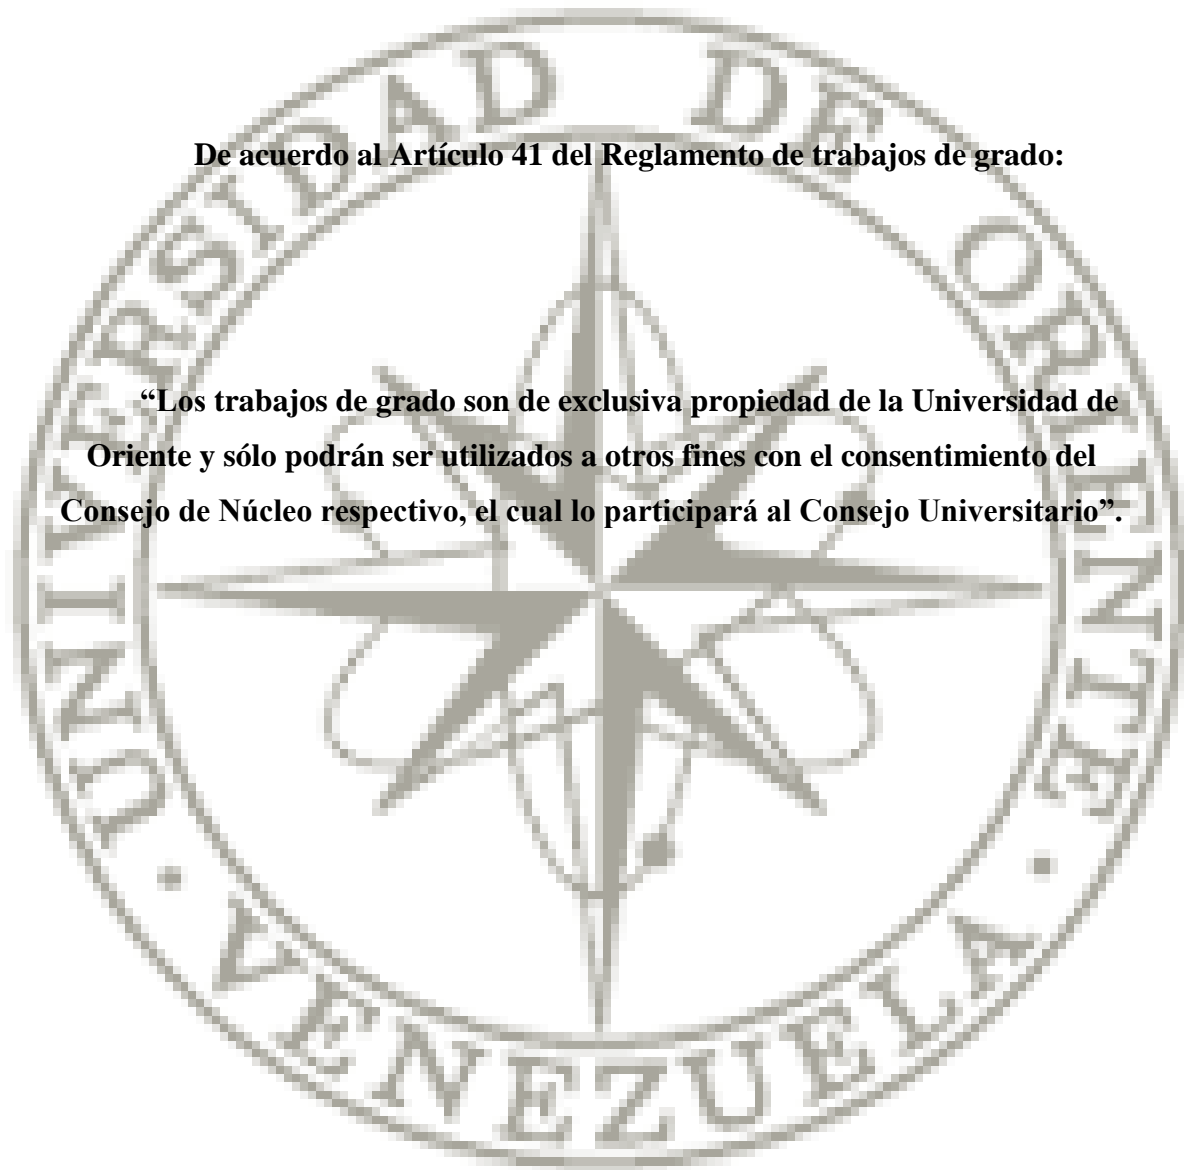 UNIVERSIDAD DE ORIENTE
De acuerdo al Artículo 41 del Reglamento de trabajos de grado:
“Los trabajos de grado son de exclusiva propiedad de la Universidad de
Oriente y sólo podrán ser utilizados a otros fines con el consentimiento del
Consejo de Núcleo respectivo, el cual lo participará al Consejo Universitario”.
· VENEZUELA ·